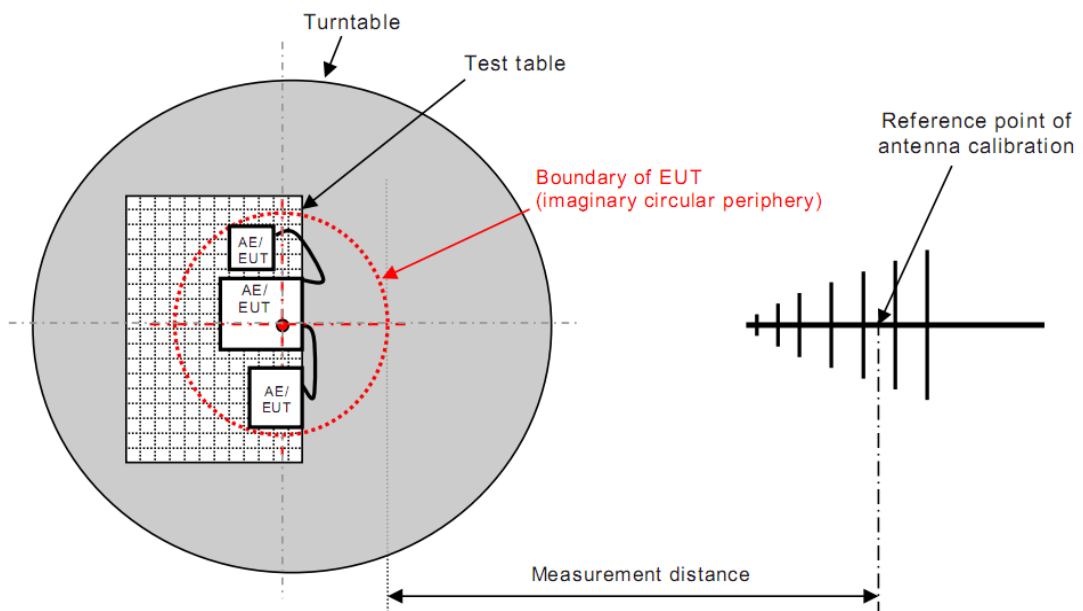 Turntable
Test table
Reference point of
antenna calibration
Boundary of EUT
(imaginary circular periphery)
AE/
EUT
AE/
EUT
AE/
EUT
Measurement distance